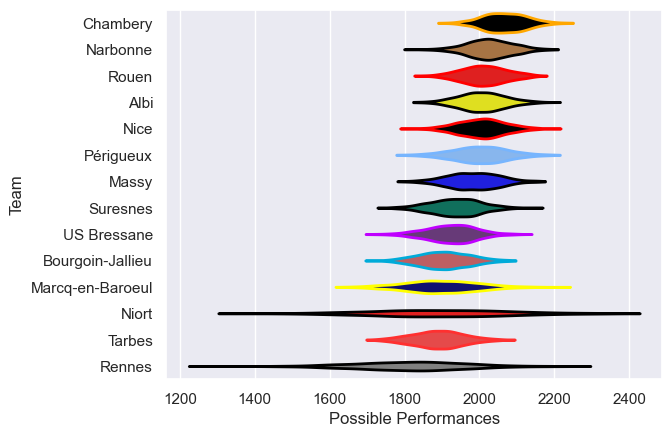 Chambery
Narbonne
Rouen
Albi
Nice
Périgueux
Massy
Suresnes
US Bressane
Bourgoin-Jallieu
Marcq-en-Baroeul
Niort
Tarbes
Rennes
Team
1200 1400 1600 1800 2000 2200 2400
Possible Performances